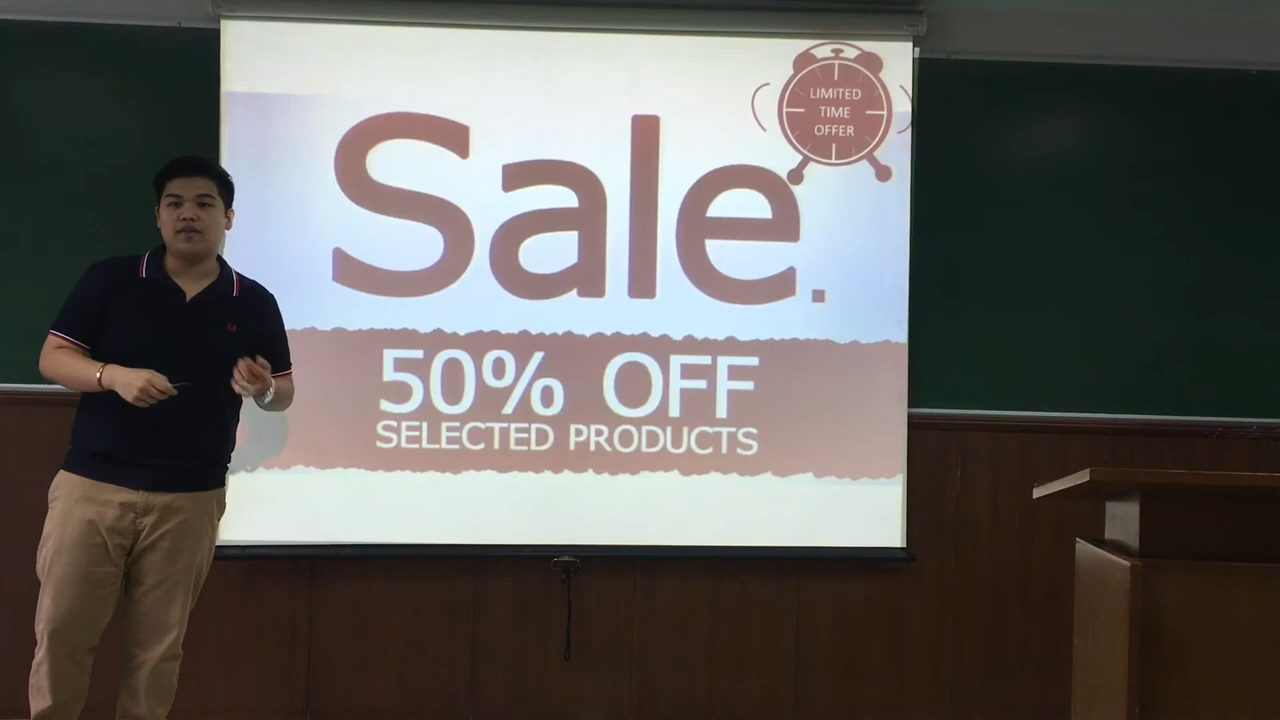 LIMITED
TIME
OFFER
Sale.
50% OFF
SELECTED PRODUCTS